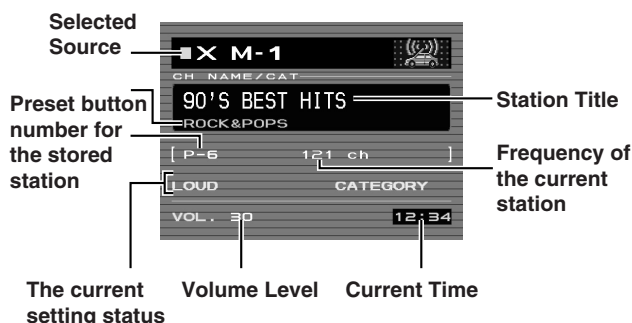 Selected
Source
X M-1
CH NAME/CAT
90'S BEST HITS
ROCK&POPS
Station Title
Preset button
number for
the stored
station
[ P-6 121 ch ]
Frequency of
the current
station
LOUD CATEGORY
VOL. 30 12:34
The current
setting status
Volume Level
Current Time